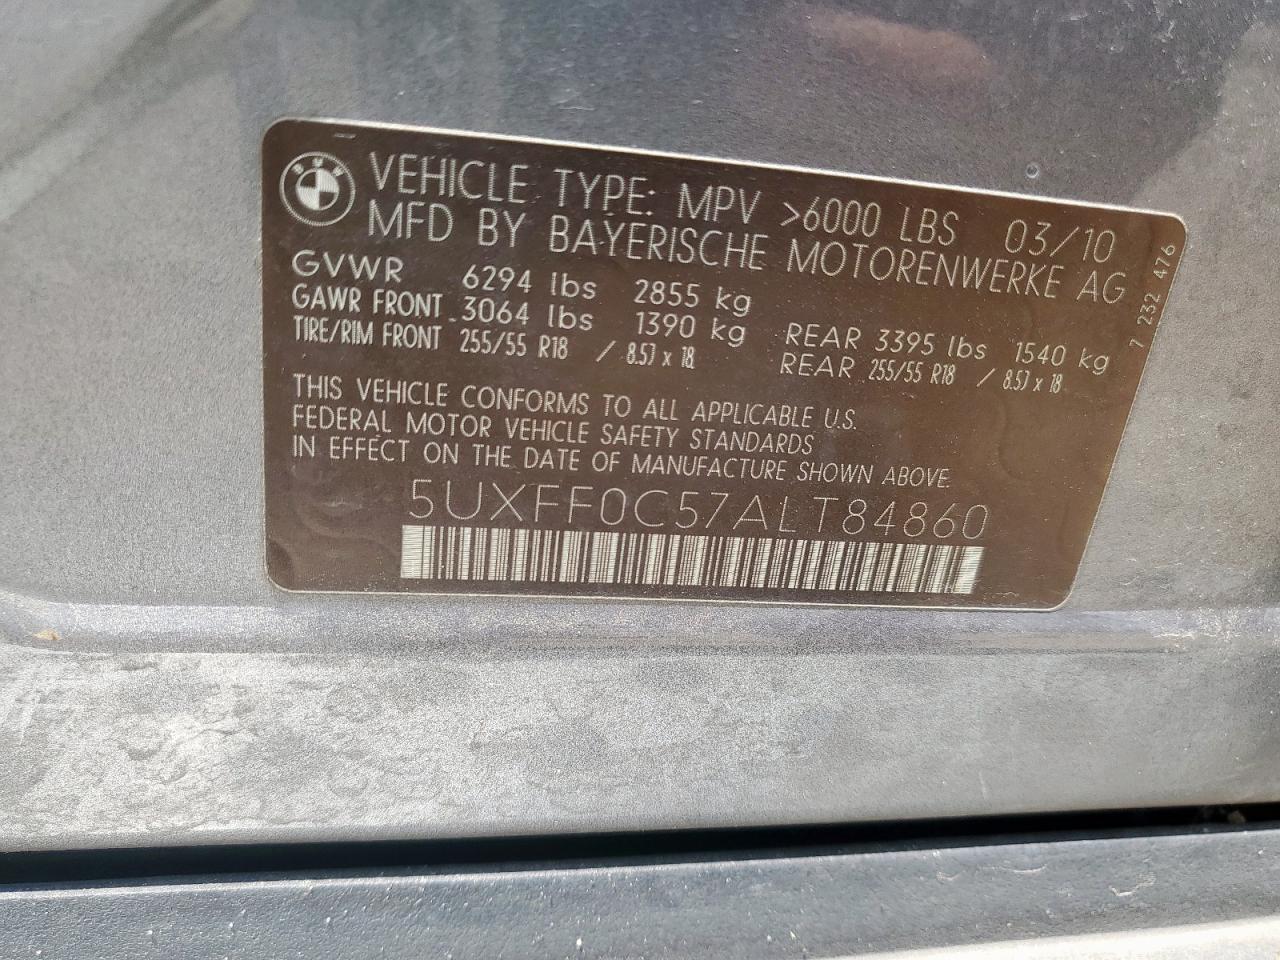 BMW
VEHICLE TYPE: MPV >6000 LBS 03/10
MFD BY BAYERISCHE MOTORENWERKE AG
GVWR 6294 lbs 2855 kg
GAWR FRONT 3064 lbs 1390 kg REAR 3395 lbs 1540 kg
TIRE/RIM FRONT 255/55 R18 / 8.5J x 18 REAR 255/55 R18 / 8.5J x 18
THIS VEHICLE CONFORMS TO ALL APPLICABLE U.S.
FEDERAL MOTOR VEHICLE SAFETY STANDARDS
IN EFFECT ON THE DATE OF MANUFACTURE SHOWN ABOVE.
5UXFF0C57ALT84860
7 232 476